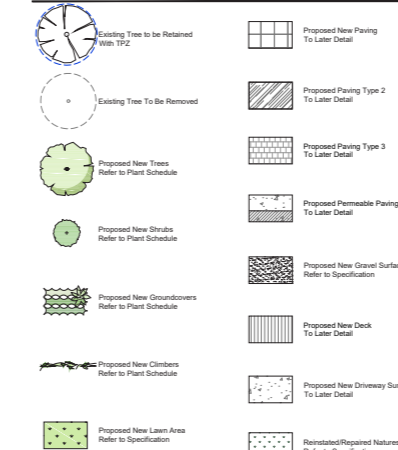 Existing Tree to be Retained
With TPZ
Existing Tree To Be Removed
Proposed New Trees
Refer to Plant Schedule
Proposed New Shrubs
Refer to Plant Schedule
Proposed New Groundcovers
Refer to Plant Schedule
Proposed New Climbers
Refer to Plant Schedule
Proposed New Lawn Area
Refer to Specification
Proposed New Paving
To Later Detail
Proposed Paving Type 2
To Later Detail
Proposed Paving Type 3
To Later Detail
Proposed Permeable Paving
To Later Detail
Proposed New Gravel
Refer to Specification
Proposed New Deck
To Later Detail
Proposed New Driveway
To Later Detail
Reinstated/Repaired